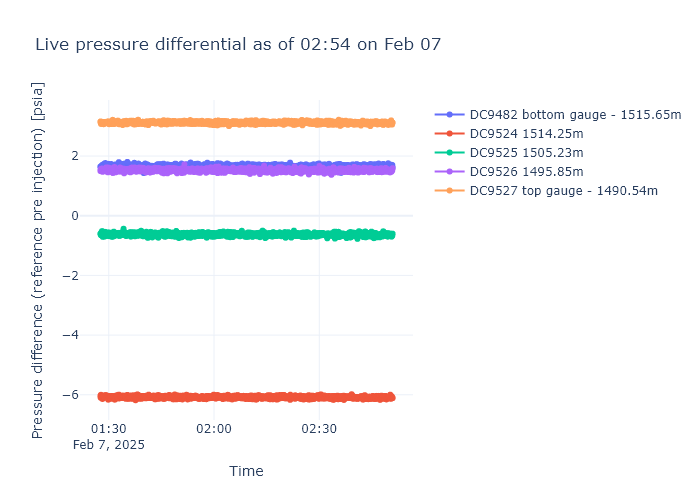 Live pressure differential as of 02:54 on Feb 07
Pressure difference (reference pre injection) [psia]
2
0
−2
−4
−6
01:30
Feb 7, 2025
02:00
02:30
Time
DC9482 bottom gauge - 1515.65m
DC9524 1514.25m
DC9525 1505.23m
DC9526 1495.85m
DC9527 top gauge - 1490.54m